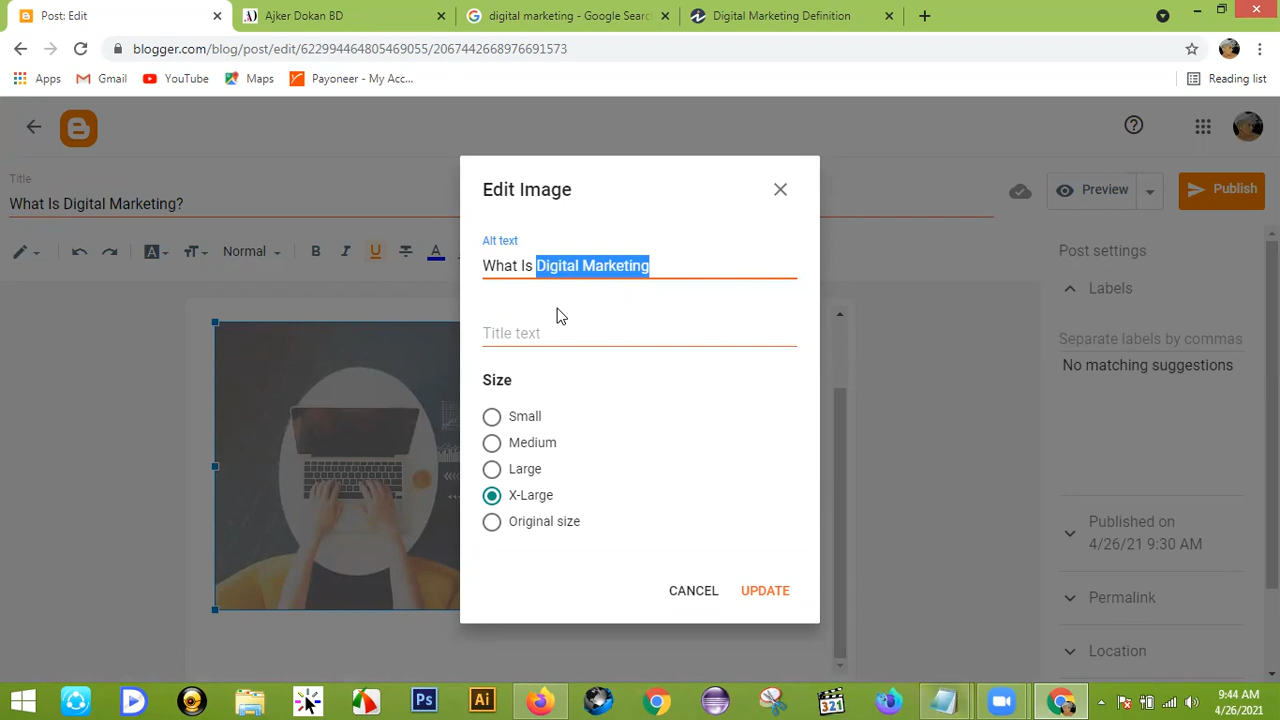 Post: Edit
Ajker Dokan BD
digital marketing - Google Searc
Digital Marketing Definition
blogger.com/blog/post/edit/622994464805469055/2067442668976691573
Apps
Gmail
YouTube
Maps
Payoneer - My Acc...
Reading list
Title
What Is Digital Marketing?
Preview
Publish
Normal
B
I
U
S
A
Post settings
Labels
Separate labels by commas
No matching suggestions
Published on
4/26/21 9:30 AM
Permalink
Location
Edit Image
Alt text
What Is Digital Marketing
Title text
Size
Small
Medium
Large
X-Large
Original size
CANCEL
UPDATE
Ps
Ai
321
9:44 AM
4/26/2021